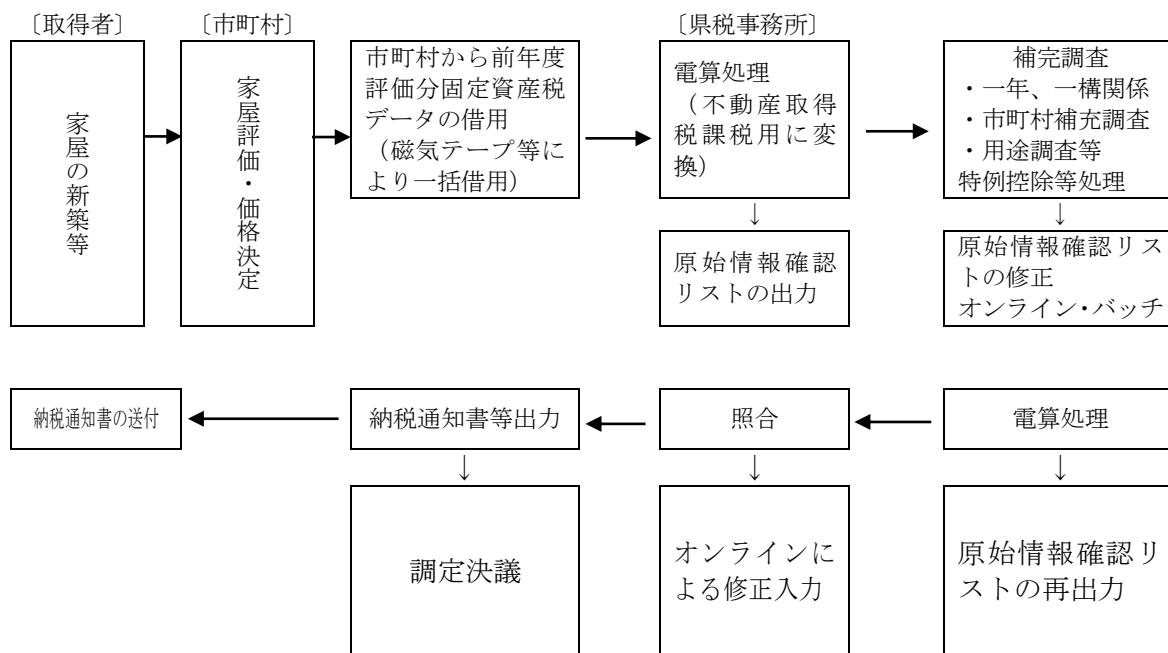 〔取得者〕
〔市町村〕
〔県税事務所〕
家屋の新築等
家屋評価・価格決定
市町村から前年度
評価分固定資産税
データの借用
（磁気テープ等に
より一括借用）
電算処理
（不動産取得
税課税用に変
換）
補完調査
・一年、一構関係
・市町村補充調査
・用途調査等
特例控除等処理
↓
↓
原始情報確認
リストの出力
原始情報確認リス
トの修正
オンライン・バッチ
納税通知書の送付
納税通知書等出力
照合
電算処理
↓
↓
↓
調定決議
オンラインに
よる修正入力
原始情報確認リ
ストの再出力